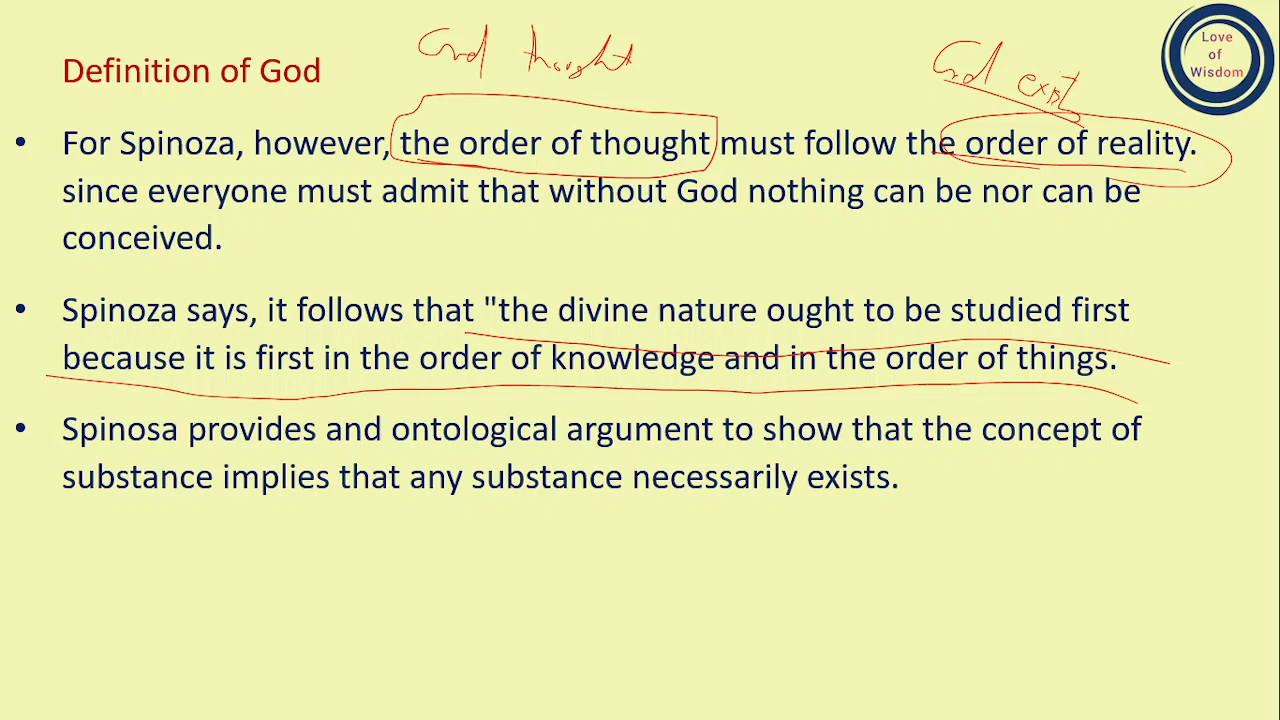 God thought
God exist
Love
of
Wisdom
Definition of God
• For Spinoza, however, the order of thought must follow the order of reality.
since everyone must admit that without God nothing can be nor can be
conceived.
• Spinoza says, it follows that "the divine nature ought to be studied first
because it is first in the order of knowledge and in the order of things.
• Spinosa provides and ontological argument to show that the concept of
substance implies that any substance necessarily exists.